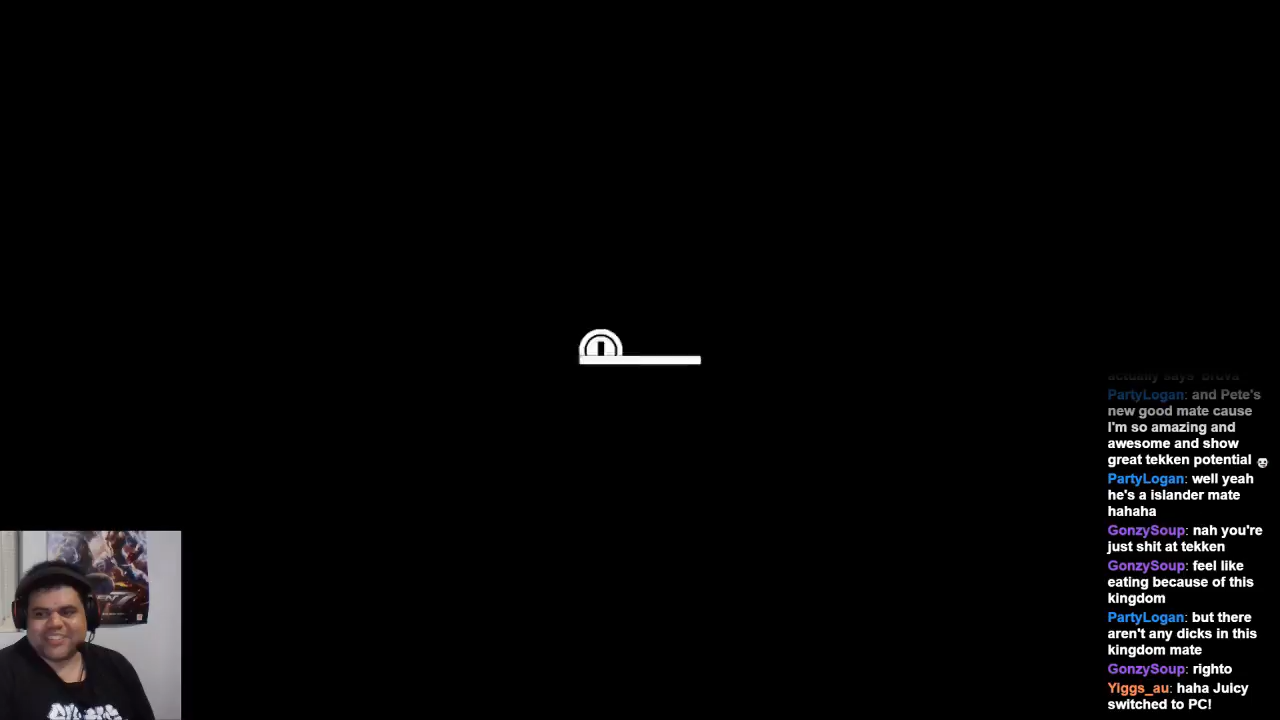 actually says 'bruva'
PartyLogan: and Pete's
new good mate cause
I'm so amazing and
awesome and show
great tekken potential
PartyLogan: well yeah
he's a islander mate
hahaha
GonzySoup: nah you're
just shit at tekken
GonzySoup: feel like
eating because of this
kingdom
PartyLogan: but there
aren't any dicks in this
kingdom mate
GonzySoup: righto
Yiggs_au: haha Juicy
switched to PC!